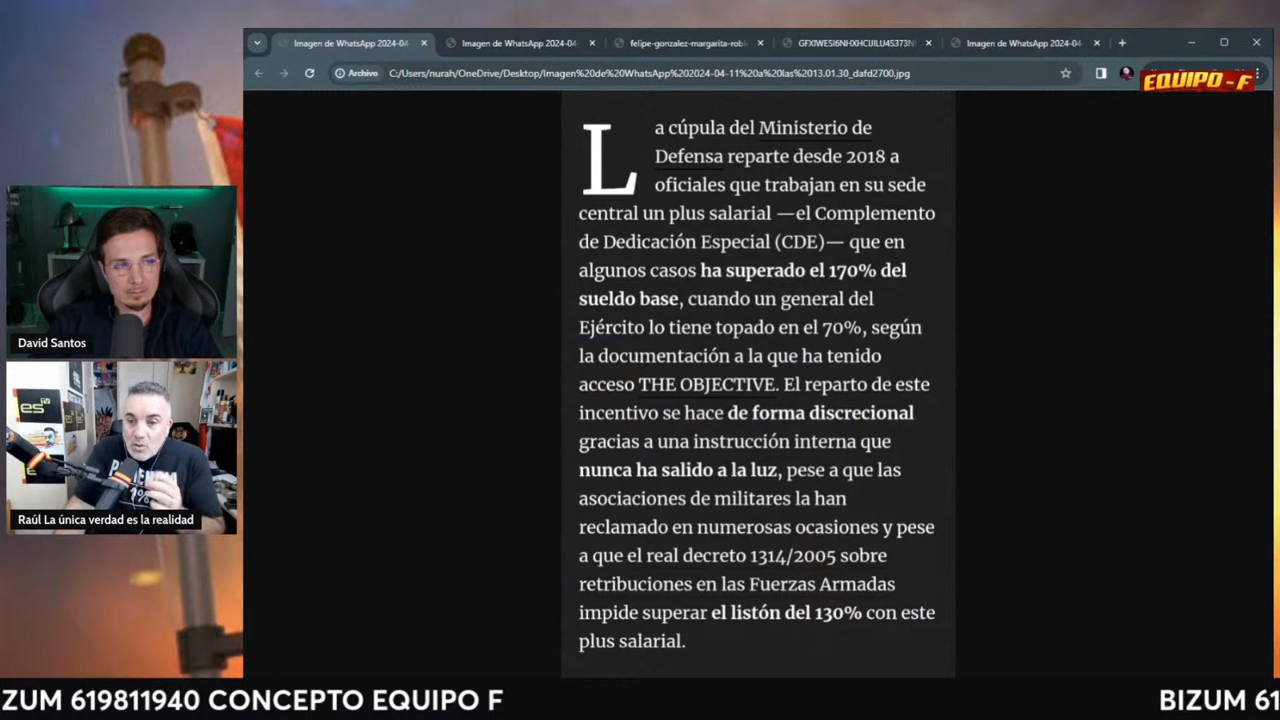 Imagen de WhatsApp 2024-04
Imagen de WhatsApp 2024-04
felipe-gonzalez-margarita-robl
Imagen de WhatsApp 2024-04
Archivo
C:/Users/nurah/OneDrive/Desktop/Imagen%20de%20WhatsApp%202024-04-11%20a%20las%2013.01.30_dafd2700.jpg
EQUIPO-F
La cúpula del Ministerio de
Defensa reparte desde 2018 a
oficiales que trabajan en su sede
central un plus salarial —el Complemento
de Dedicación Especial (CDE)— que en
algunos casos ha superado el 170% del
sueldo base, cuando un general del
Ejército lo tiene topado en el 70%, según
la documentación a la que ha tenido
acceso THE OBJECTIVE. El reparto de este
incentivo se hace de forma discrecional
gracias a una instrucción interna que
nunca ha salido a la luz, pese a que las
asociaciones de militares la han
reclamado en numerosas ocasiones y pese
a que el real decreto 1314/2005 sobre
retribuciones en las Fuerzas Armadas
impide superar el listón del 130% con este
plus salarial.
David Santos
es
Raúl La única verdad es la realidad
ZUM 619811940 CONCEPTO EQUIPO F
BIZUM 61